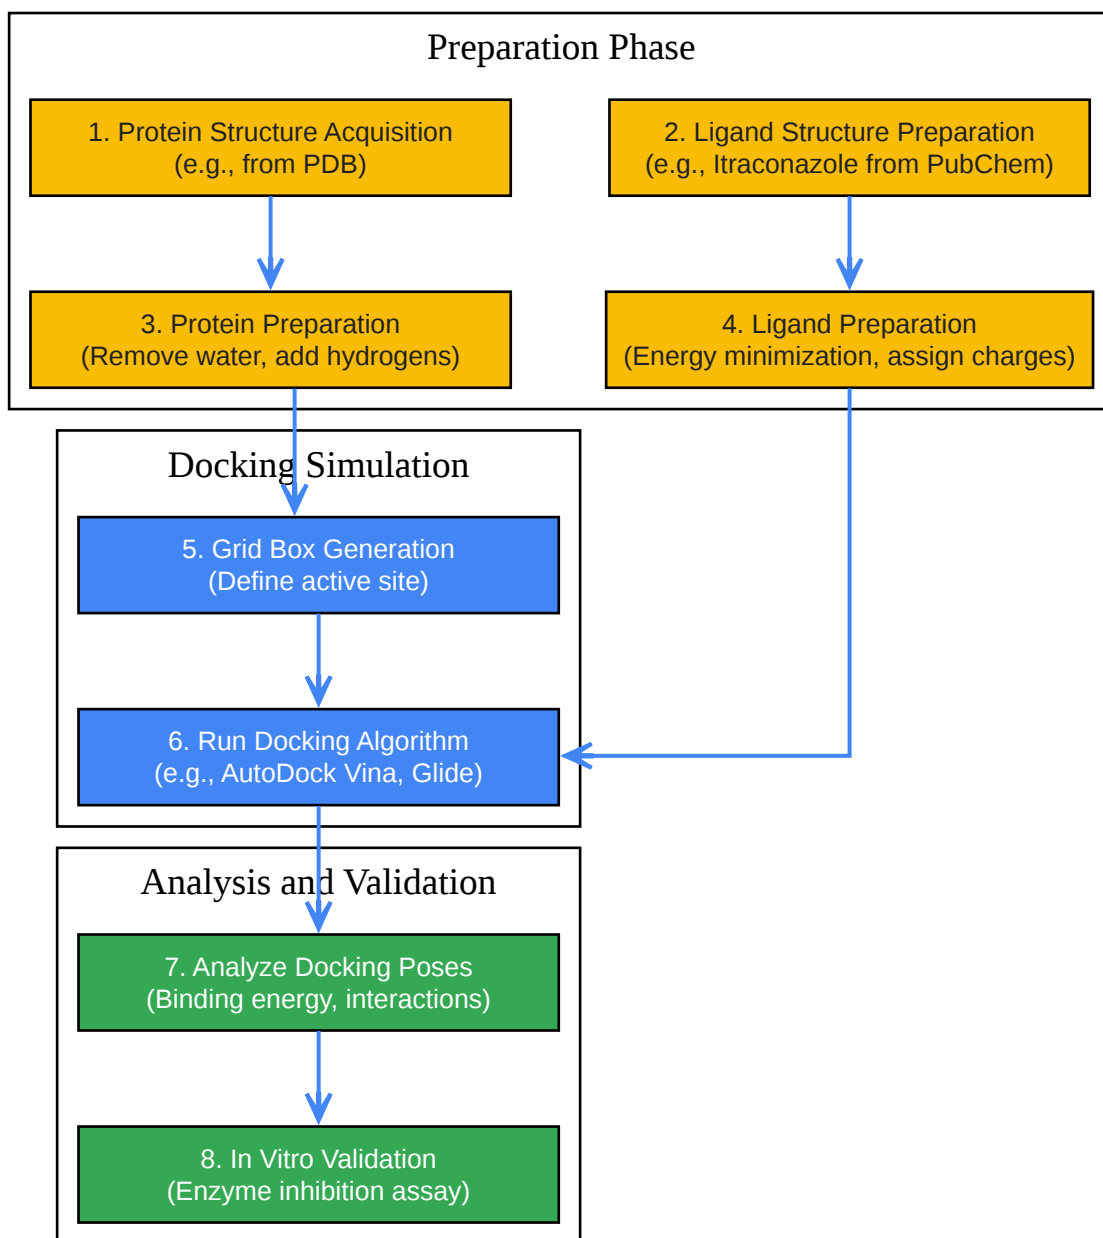 Preparation Phase
1. Protein Structure Acquisition
(e.g., from PDB)
2. Ligand Structure Preparation
(e.g., Itraconazole from PubChem)
3. Protein Preparation
(Remove water, add hydrogens)
4. Ligand Preparation
(Energy minimization, assign charges)
Docking Simulation
5. Grid Box Generation
(Define active site)
6. Run Docking Algorithm
(e.g., AutoDock Vina, Glide)
Analysis and Validation
7. Analyze Docking Poses
(Binding energy, interactions)
8. In Vitro Validation
(Enzyme inhibition assay)